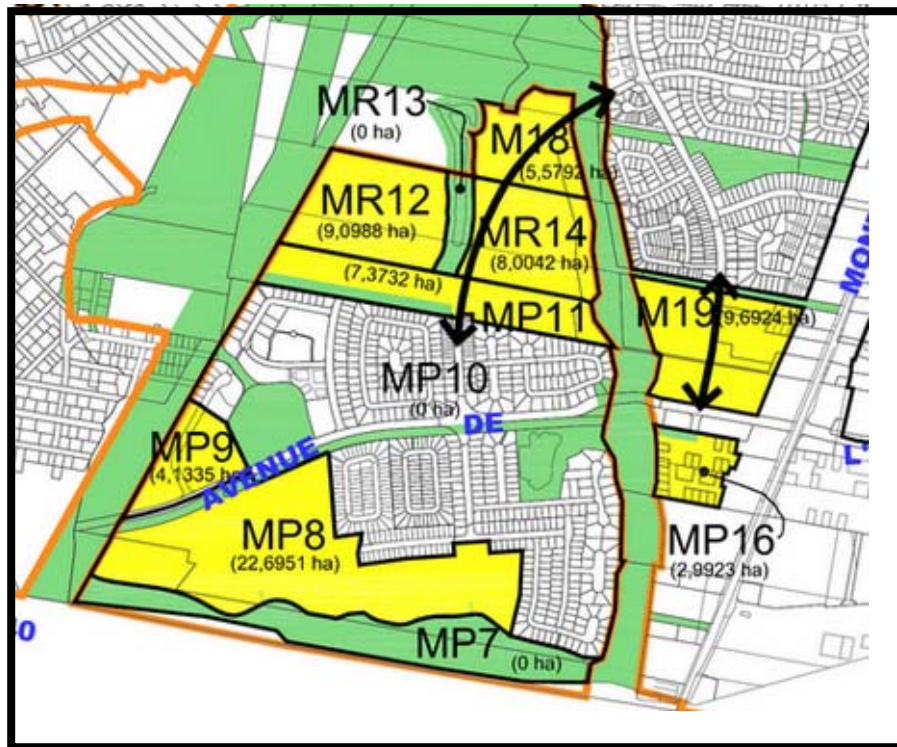 MR13
(0 ha)
M18
(5,5792 ha)
MR12
(9,0988 ha)
MR14
(8,0042 ha)
(7,3732 ha)
MP11
M19
(9,6924 ha)
MP10
(0 ha)
MP9
(4,1335 ha)
AVENUE DE
MP8
(22,6951 ha)
MP16
(2,9923 ha)
MP7
(0 ha)